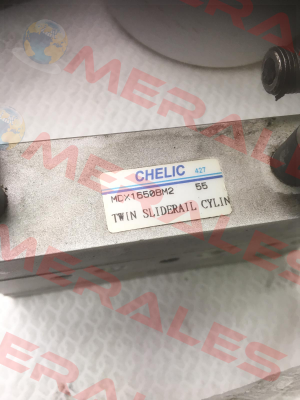 CHELIC 427
MCX16508M2 55
TWIN SLIDERAIL CYLIN
MERALES
MERALES
MERALES